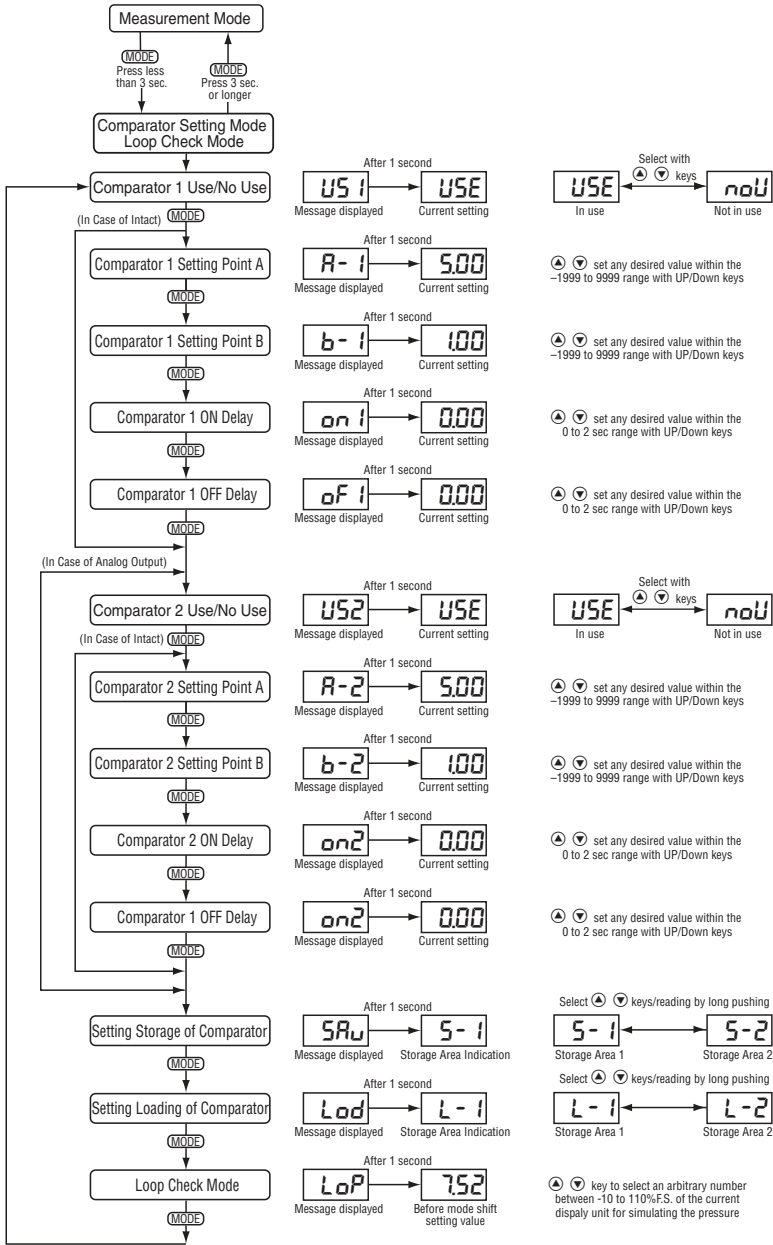 Measurement Mode
MODE
Press less
than 3 sec.
MODE
Press 3 sec.
or longer
Comparator Setting Mode
Loop Check Mode
Comparator 1 Use/No Use
After 1 second
US1
USE
Message displayed
Current setting
Select with
keys
USE
noU
In use
Not in use
(In Case of Intact)
MODE
Comparator 1 Setting Point A
After 1 second
A-1
5.00
Message displayed
Current setting
set any desired value within the
–1999 to 9999 range with UP/Down keys
MODE
Comparator 1 Setting Point B
After 1 second
b-1
1.00
Message displayed
Current setting
set any desired value within the
–1999 to 9999 range with UP/Down keys
MODE
Comparator 1 ON Delay
After 1 second
on1
0.00
Message displayed
Current setting
set any desired value within the
0 to 2 sec range with UP/Down keys
MODE
Comparator 1 OFF Delay
After 1 second
oF1
0.00
Message displayed
Current setting
set any desired value within the
0 to 2 sec range with UP/Down keys
MODE
(In Case of Analog Output)
Comparator 2 Use/No Use
After 1 second
US2
USE
Message displayed
Current setting
Select with
keys
USE
noU
In use
Not in use
(In Case of Intact)
MODE
Comparator 2 Setting Point A
After 1 second
A-2
5.00
Message displayed
Current setting
set any desired value within the
–1999 to 9999 range with UP/Down keys
MODE
Comparator 2 Setting Point B
After 1 second
b-2
1.00
Message displayed
Current setting
set any desired value within the
–1999 to 9999 range with UP/Down keys
MODE
Comparator 2 ON Delay
After 1 second
on2
0.00
Message displayed
Current setting
set any desired value within the
0 to 2 sec range with UP/Down keys
MODE
Comparator 1 OFF Delay
After 1 second
on2
0.00
Message displayed
Current setting
set any desired value within the
0 to 2 sec range with UP/Down keys
MODE
Setting Storage of Comparator
After 1 second
SAv
S-1
Message displayed
Storage Area Indication
Select keys/reading by long pushing
S-1
S-2
Storage Area 1
Storage Area 2
MODE
Setting Loading of Comparator
After 1 second
Lod
L-1
Message displayed
Storage Area Indication
Select keys/reading by long pushing
L-1
L-2
Storage Area 1
Storage Area 2
MODE
Loop Check Mode
After 1 second
LoP
7.52
Message displayed
Before mode shift
setting value
key to select an arbitrary number
between -10 to 110%F.S. of the current
dispaly unit for simulating the pressure
MODE